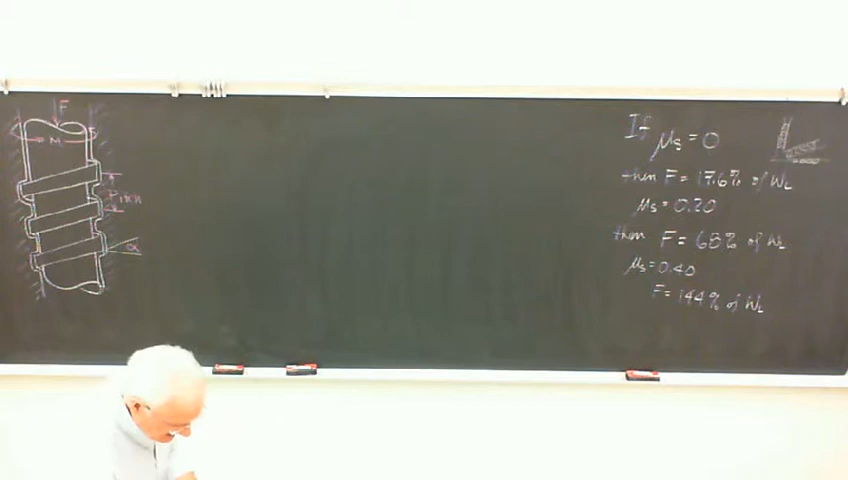 F
M
Pitch
α
If μs = 0
then F = 17.6% of WL
μs = 0.20
then F = 68% of WL
μs = 0.40
F = 144% of WL